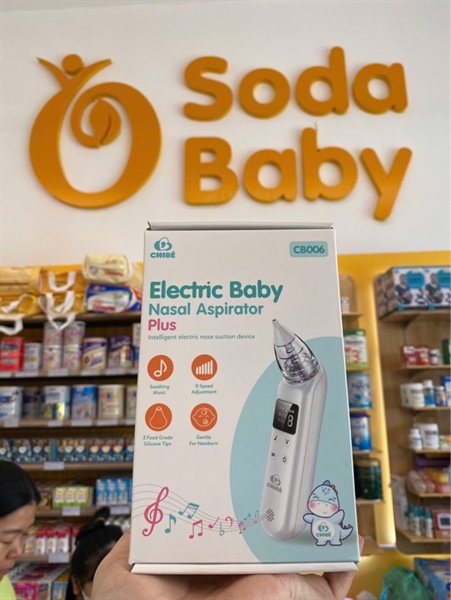 Soda
Baby
CHIBÉ
CB006
Electric Baby
Nasal Aspirator
Plus
Intelligent electric nose suction device
Soothing
Music
9 Speed
Adjustment
3 Food Grade
Silicone Tips
Gentle
For Newborn
CHIBÉ